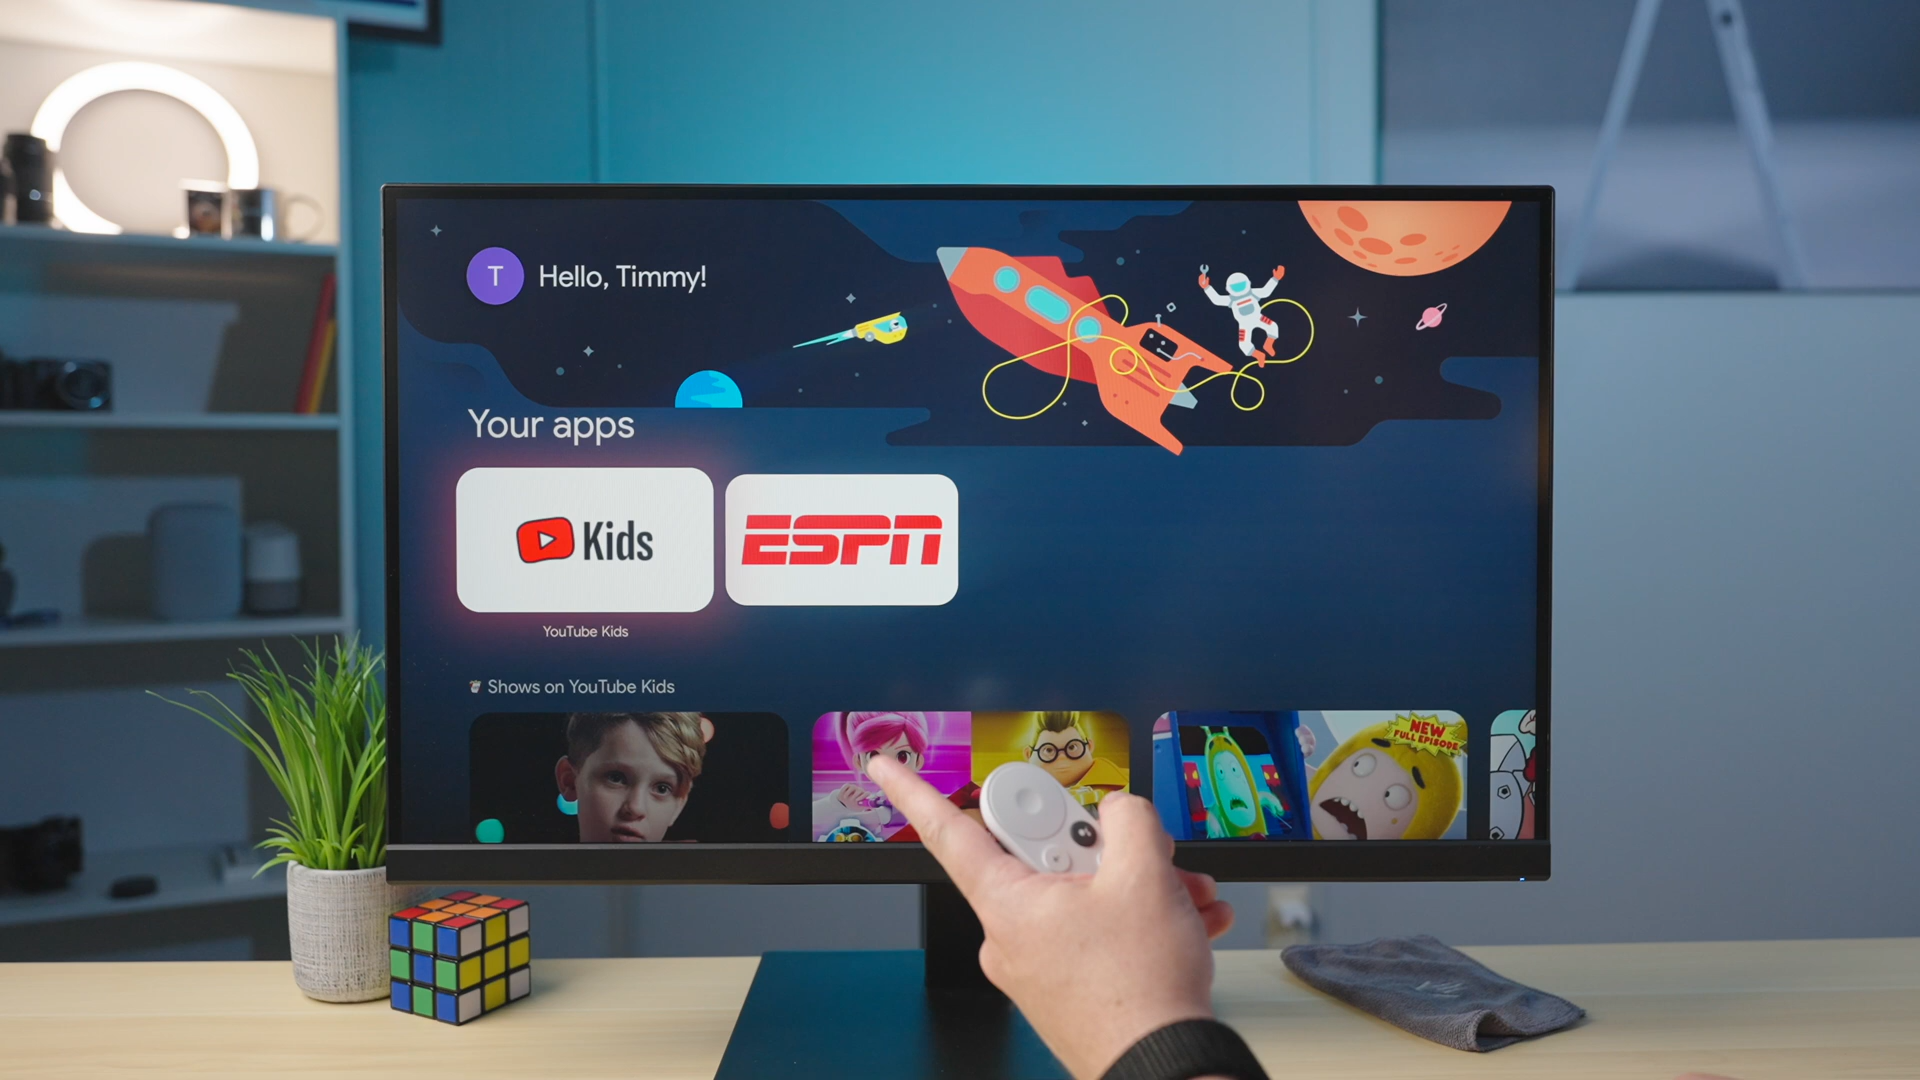 T
Hello, Timmy!
Your apps
Kids
ESPN
YouTube Kids
Shows on YouTube Kids
NEW
FULL EPISODE